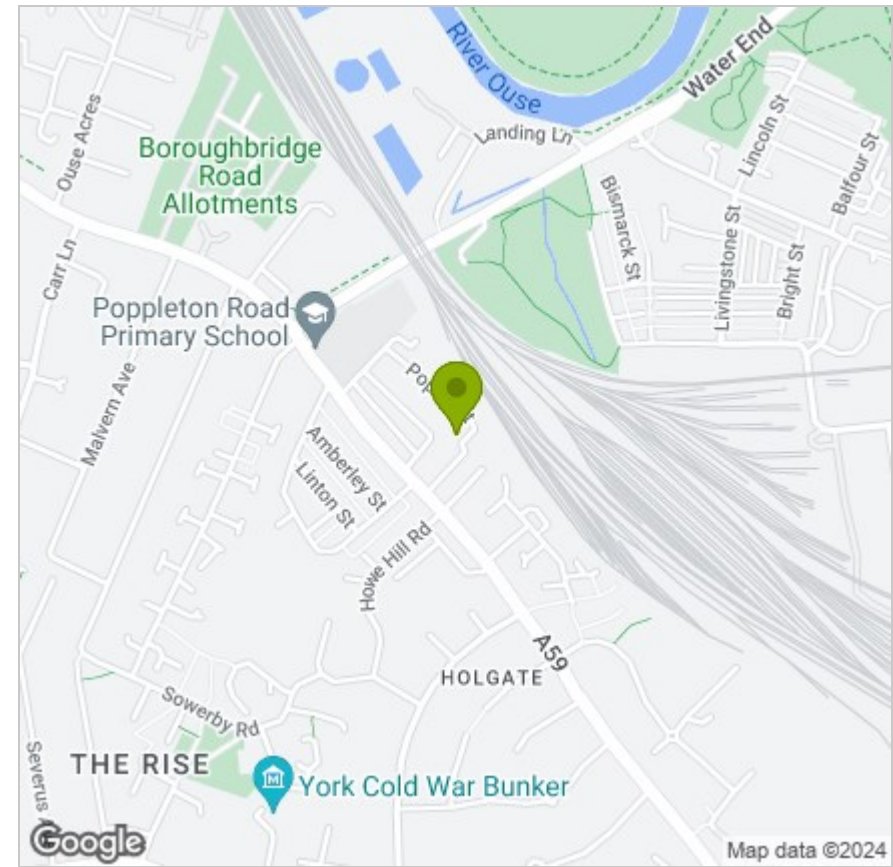 River Ouse
Water End
Landing Ln
Lincoln St
Balfour St
Ouse Acres
Boroughbridge
Road
Allotments
Bismarck St
Livingstone St
Bright St
Carr Ln
Poppleton Road
Primary School
Malvern Ave
Amberley St
Linton St
Howe Hill Rd
A59
HOLGATE
Sowerby Rd
THE RISE
Severus
York Cold War Bunker
Google
Map data ©2024